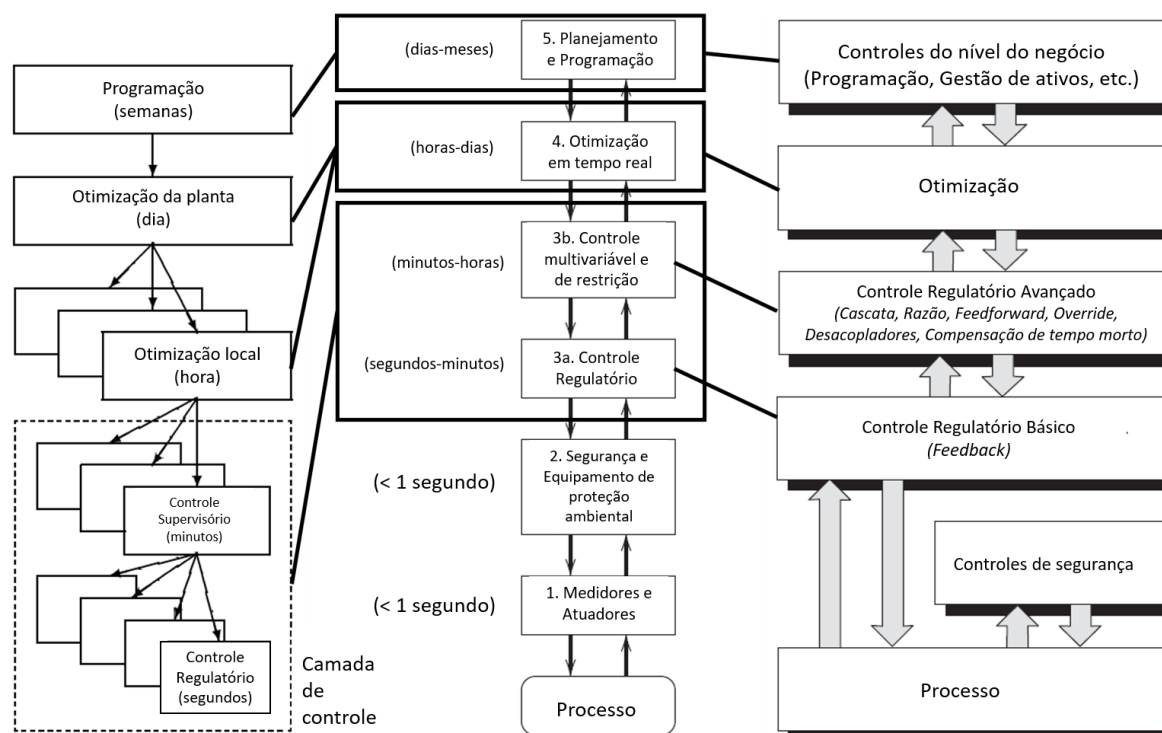 Programação
(semanas)
Otimização da planta
(dia)
Otimização local
(hora)
Controle
Supervisório
(minutos)
Controle
Regulatório
(segundos)
Camada
de
controle
(dias-meses)
5. Planejamento
e Programação
(horas-dias)
4. Otimização
em tempo real
(minutos-horas)
3b. Controle
multivariável e
de restrição
(segundos-minutos)
3a. Controle
Regulatório
(< 1 segundo)
2. Segurança e
Equipamento de
proteção
ambiental
(< 1 segundo)
1. Medidores e
Atuadores
Processo
Controles do nível do negócio
(Programação, Gestão de ativos, etc.)
Otimização
Controle Regulatório Avançado
(Cascata, Razão, Feedforward, Override,
Desacopladores, Compensação de tempo morto)
Controle Regulatório Básico
(Feedback)
Controles de segurança
Processo